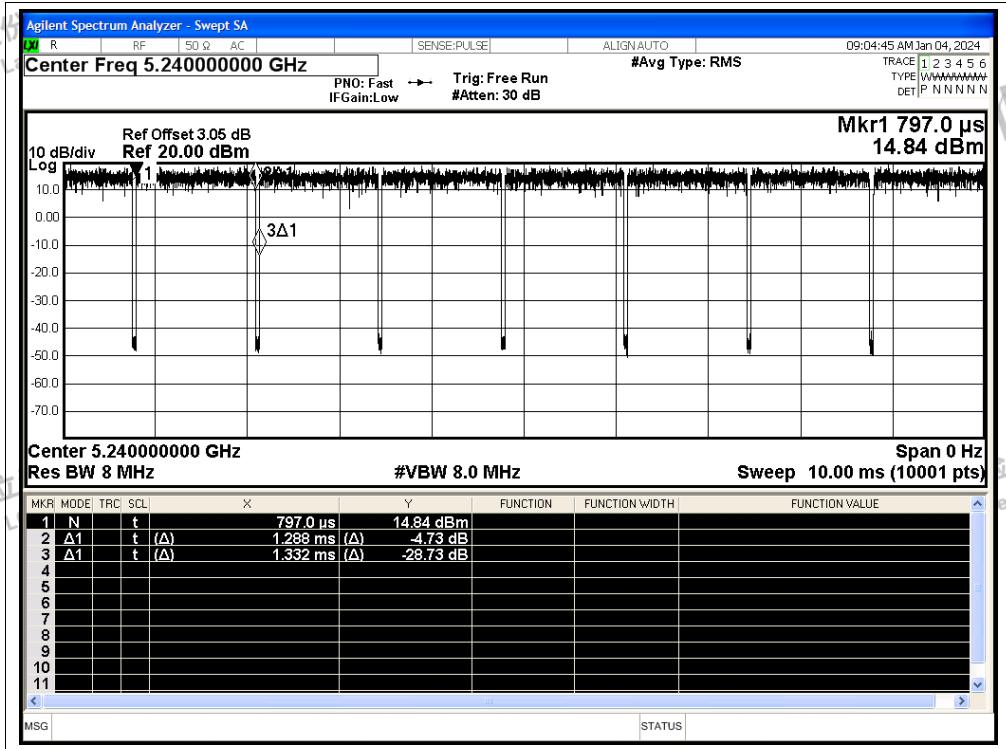 Agilent Spectrum Analyzer - Swept SA
LXI R RF 50 Ω AC SENSE:PULSE ALIGN AUTO 09:04:45 AM Jan 04, 2024
Center Freq 5.240000000 GHz #Avg Type: RMS TRACE 1 2 3 4 5 6
PNO: Fast Trig: Free Run TYPE WWWWWW
IFGain:Low #Atten: 30 dB DET P N N N N N
Mkr1 797.0 µs
14.84 dBm
Ref Offset 3.05 dB
10 dB/div Ref 20.00 dBm
Log
1
10.0
0.00
3Δ1
-10.0
-20.0
-30.0
-40.0
-50.0
-60.0
-70.0
Center 5.240000000 GHz Span 0 Hz
Res BW 8 MHz #VBW 8.0 MHz Sweep 10.00 ms (10001 pts)
MKR MODE TRC SCL X Y FUNCTION FUNCTION WIDTH FUNCTION VALUE
1 N t 797.0 µs 14.84 dBm
2 Δ1 t (Δ) 1.288 ms (Δ) -4.73 dB
3 Δ1 t (Δ) 1.332 ms (Δ) -28.73 dB
4
5
6
7
8
9
10
11
MSG STATUS